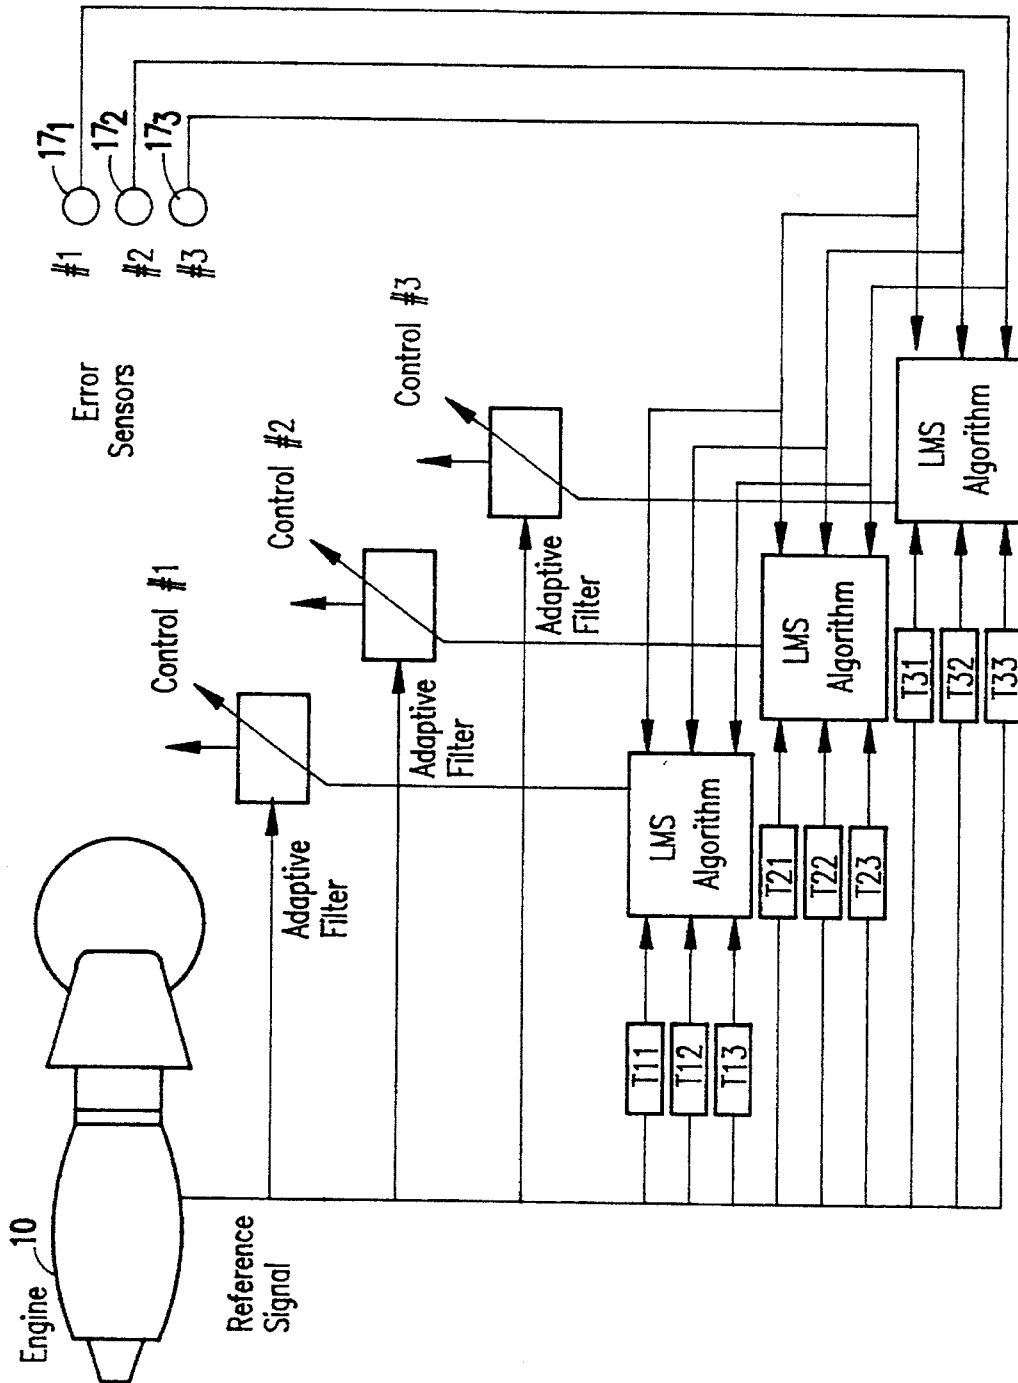 Engine
10
Reference
Signal
Error
Sensors
#1
#2
#3
17₁
17₂
17₃
Control #1
Control #2
Control #3
Adaptive
Filter
Adaptive
Filter
Adaptive
Filter
LMS
Algorithm
LMS
Algorithm
LMS
Algorithm
T11
T12
T13
T21
T22
T23
T31
T32
T33